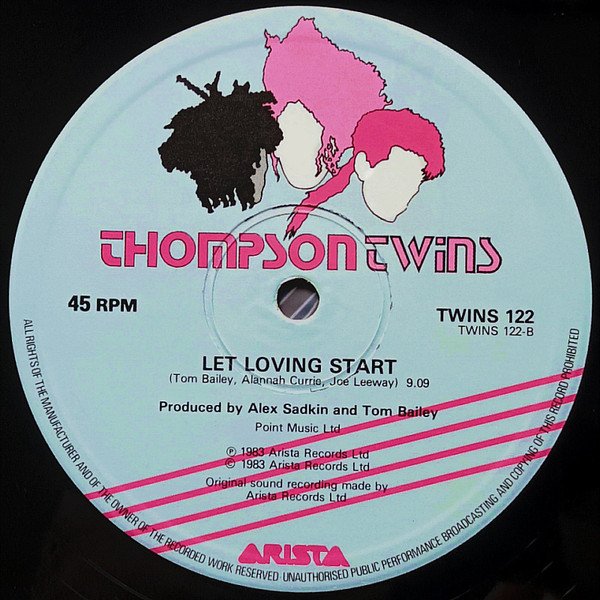 THOMPSON TWINS
45 RPM
TWINS 122
TWINS 122-B
LET LOVING START
(Tom Bailey, Alannah Currie, Joe Leeway) 9.09
Produced by Alex Sadkin and Tom Bailey
Point Music Ltd
℗ 1983 Arista Records Ltd
© 1983 Arista Records Ltd
Original sound recording made by
Arista Records Ltd
ARISTA
ALL RIGHTS OF THE MANUFACTURER AND OF THE OWNER OF THE RECORDED WORK RESERVED UNAUTHORISED PUBLIC PERFORMANCE BROADCASTING AND COPYING OF THIS RECORD PROHIBITED